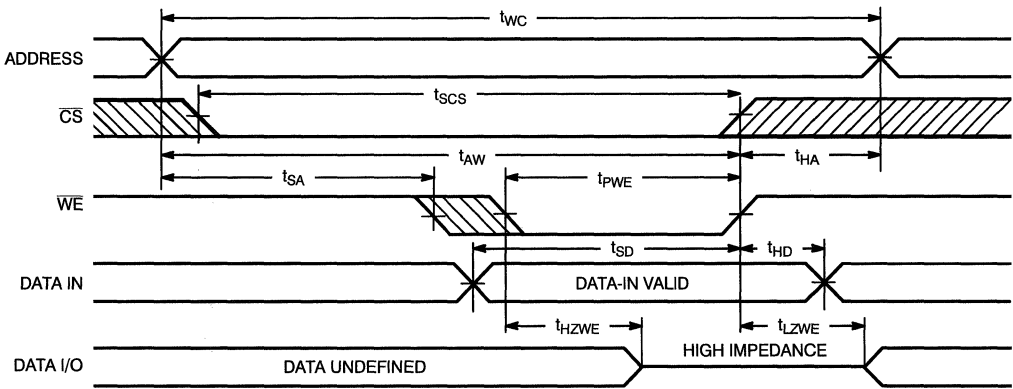 tWC
ADDRESS
tSCS
CS
tAW
tHA
tSA
tPWE
WE
tSD
tHD
DATA IN
DATA-IN VALID
tHZWE
tLZWE
HIGH IMPEDANCE
DATA I/O
DATA UNDEFINED